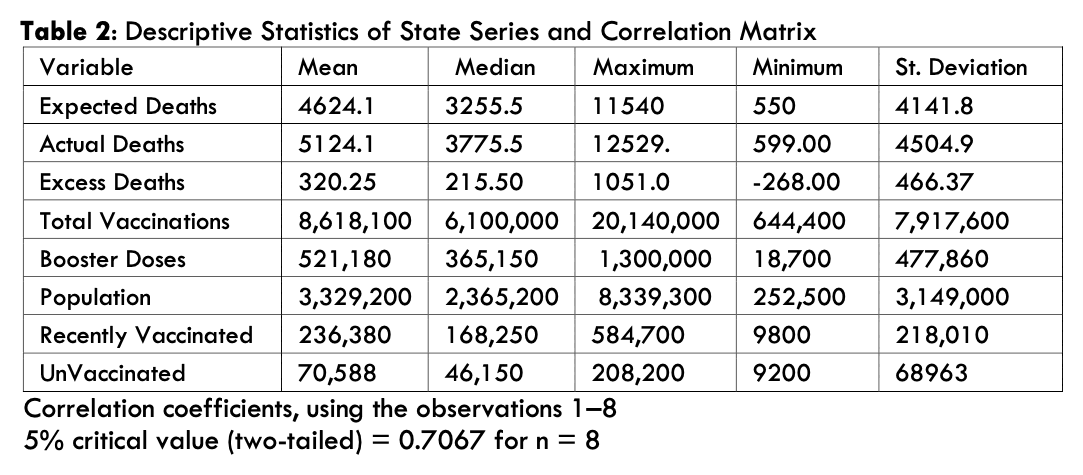 Table 2: Descriptive Statistics of State Series and Correlation Matrix
Variable Mean Median Maximum Minimum St. Deviation
Expected Deaths 4624.1 3255.5 11540 550 4141.8
Actual Deaths 5124.1 3775.5 12529. 599.00 4504.9
Excess Deaths 320.25 215.50 1051.0 -268.00 466.37
Total Vaccinations 8,618,100 6,100,000 20,140,000 644,400 7,917,600
Booster Doses 521,180 365,150 1,300,000 18,700 477,860
Population 3,329,200 2,365,200 8,339,300 252,500 3,149,000
Recently Vaccinated 236,380 168,250 584,700 9800 218,010
UnVaccinated 70,588 46,150 208,200 9200 68963
Correlation coefficients, using the observations 1–8
5% critical value (two-tailed) = 0.7067 for n = 8